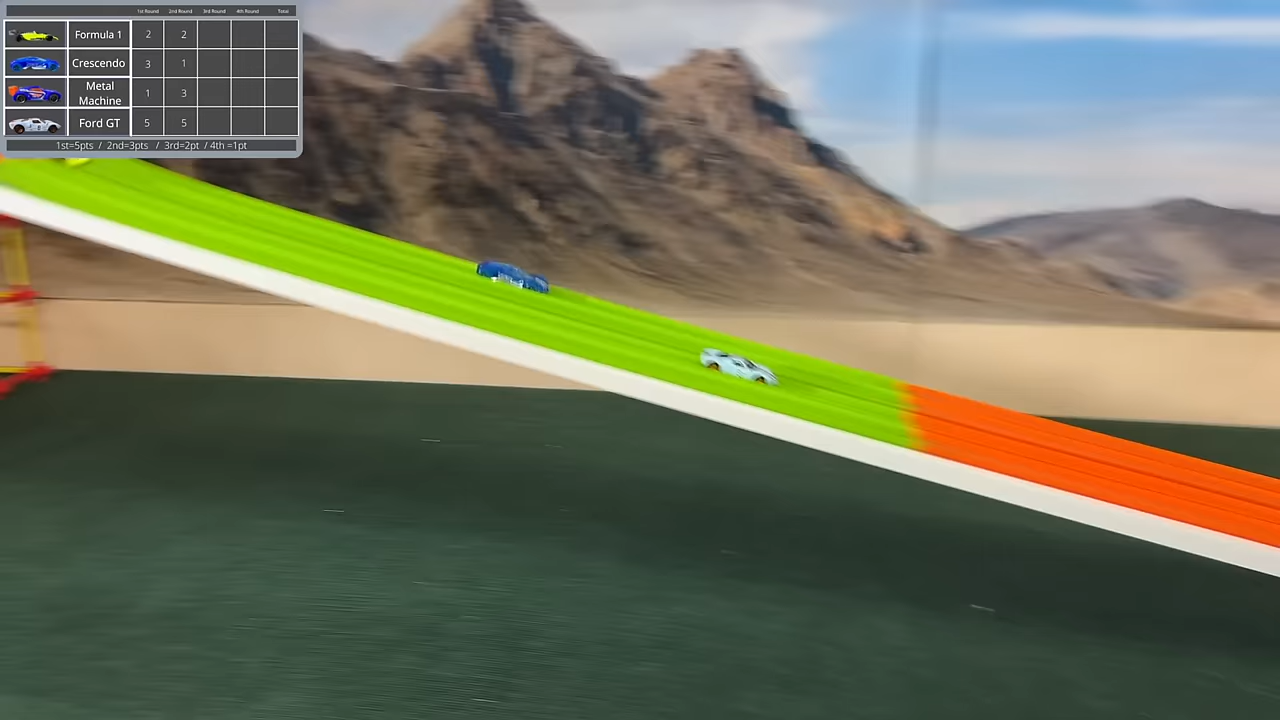 1st Round 2nd Round 3rd Round 4th Round Total
Formula 1 2 2
Crescendo 3 1
Metal
Machine 1 3
Ford GT 5 5
1st=5pts / 2nd=3pts / 3rd=2pt / 4th =1pt